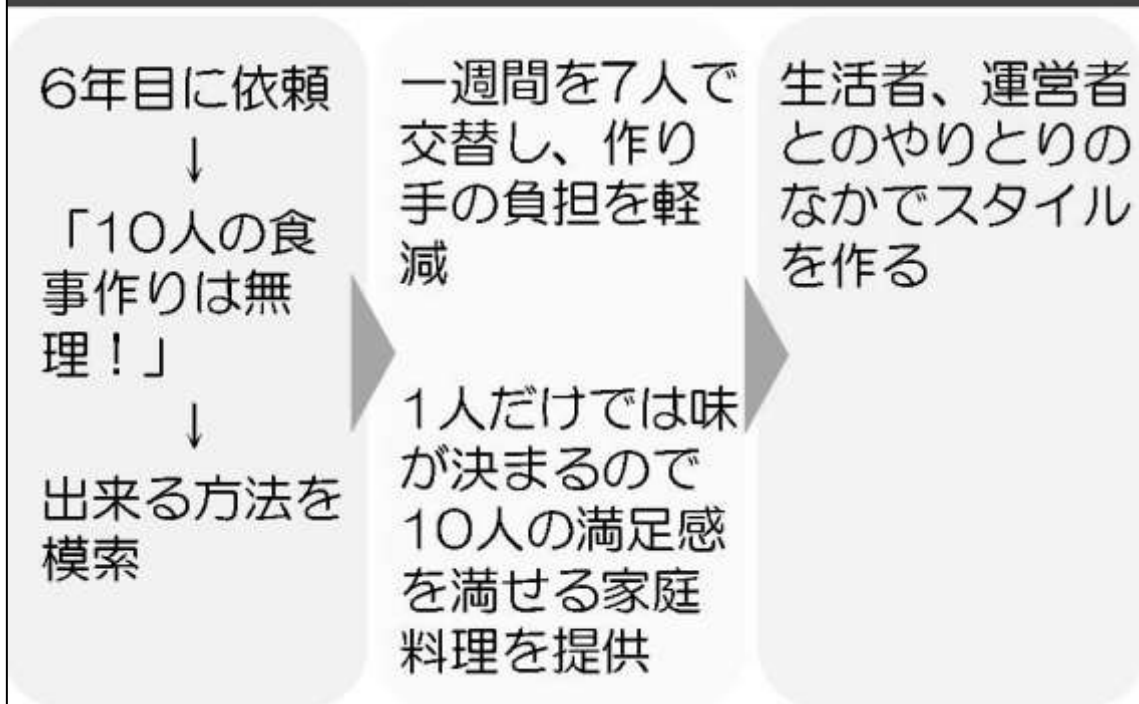 6年目に依頼
↓
「10人の食
事作りは無
理！」
↓
出来る方法を
模索
一週間を7人で
交替し、作り
手の負担を軽
減
1人だけでは味
が決まるので
10人の満足感
を満せる家庭
料理を提供
生活者、運営者
とのやりとりの
なかでスタイル
を作る